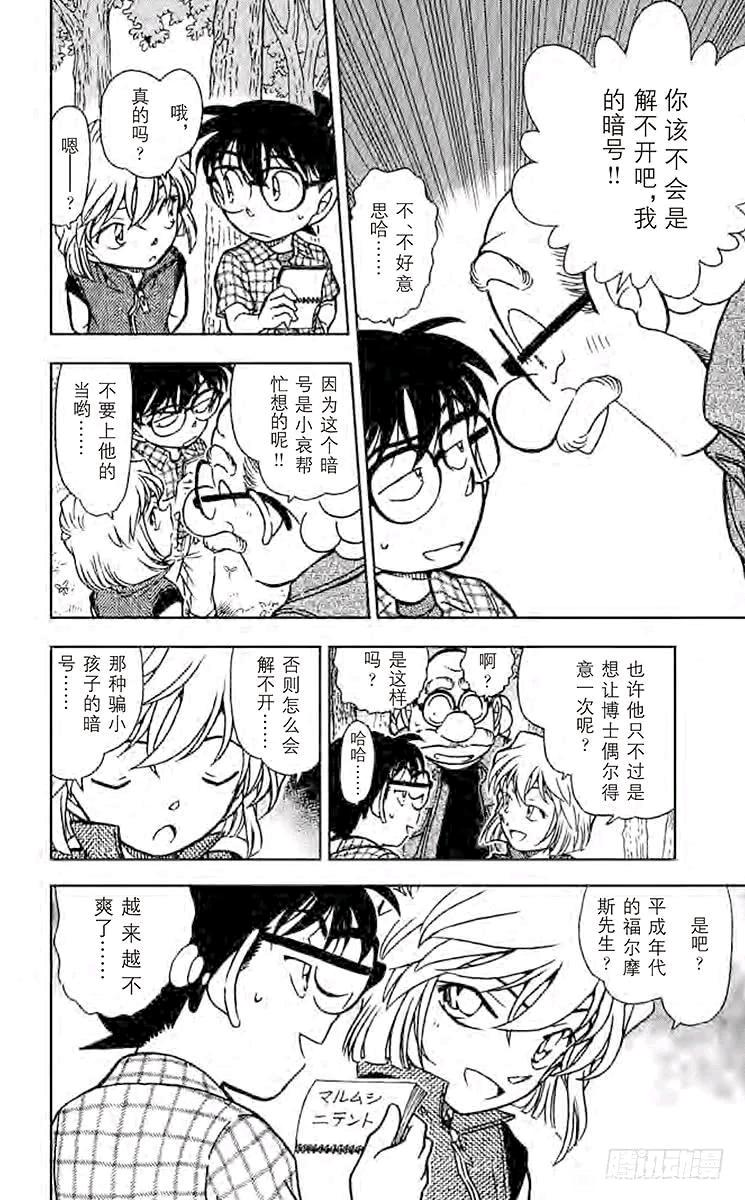 你该不会是
解不开吧，我
的暗号!!
不、不好意
思哈……
哦，
真的吗？
嗯——？
因为这个暗
号是小哀帮
忙想的呢!!
不要上他的
当哟……
也许他只不过是
想让博士偶尔得
意一次呢？
啊？
是这样
吗？
哈哈……
否则怎么会
解不开……
那种骗小
孩子的暗
号……
是吧？
平成年代
的福尔摩
斯先生？
越来越不
爽了……
マルムシ
ニテント
腾讯动漫